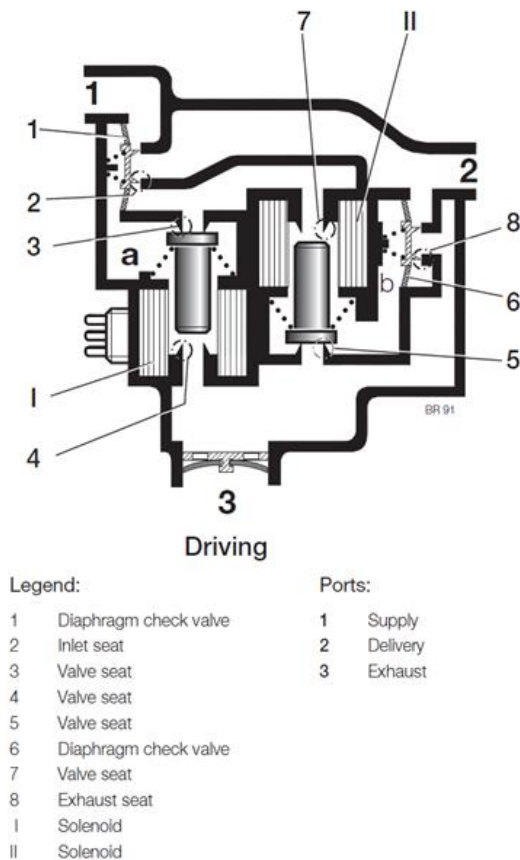 7 II
1
1
2
2
3
8
a
b
6
I
5
BR 91
4
3
Driving
Legend:
1 Diaphragm check valve
2 Inlet seat
3 Valve seat
4 Valve seat
5 Valve seat
6 Diaphragm check valve
7 Valve seat
8 Exhaust seat
I Solenoid
II Solenoid
Ports:
1 Supply
2 Delivery
3 Exhaust